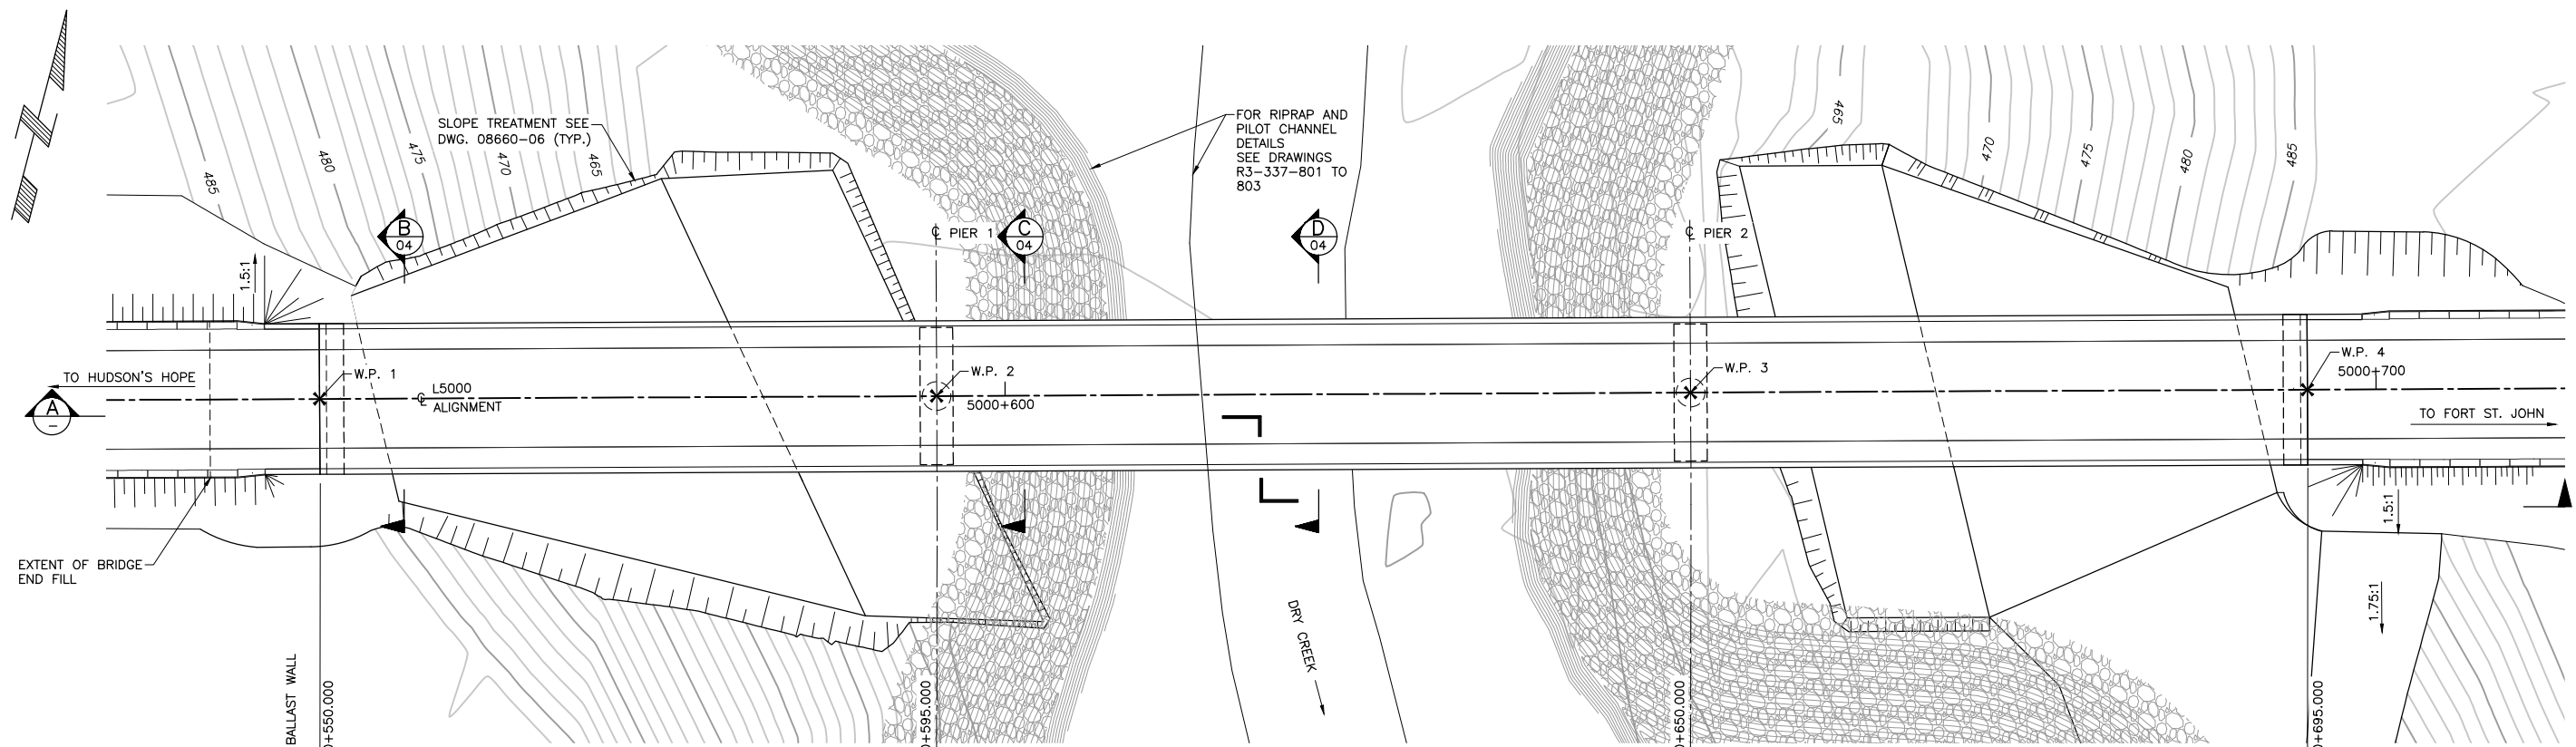 SLOPE TREATMENT SEE
DWG. 08660-06 (TYP.)
FOR RIPRAP AND
PILOT CHANNEL
DETAILS
SEE DRAWINGS
R3-337-801 TO
803
485
480
475
470
465
465
470
475
480
485
B
04
C
04
D
04
℄ PIER 1
℄ PIER 2
1.5:1
TO HUDSON'S HOPE
A
-
W.P. 1
℄ L5000
ALIGNMENT
W.P. 2
5000+600
W.P. 3
W.P. 4
5000+700
TO FORT ST. JOHN
EXTENT OF BRIDGE
END FILL
1.5:1
1.75:1
DRY CREEK
BALLAST WALL
0+550.000
0+595.000
0+650.000
0+695.000